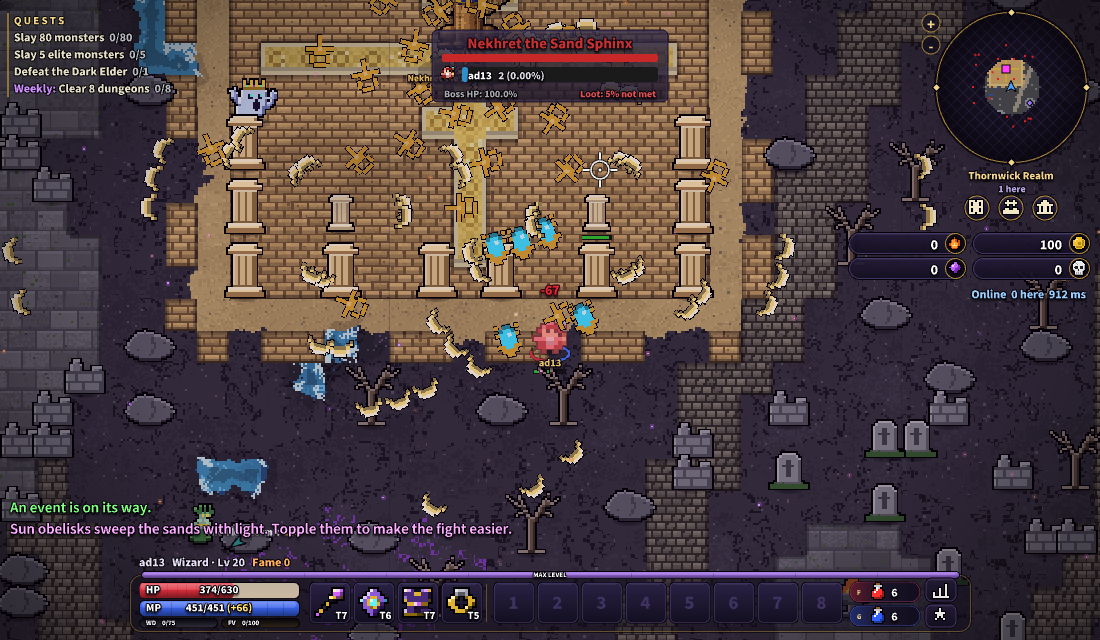 QUESTS
Slay 80 monsters 0/80
Slay 5 elite monsters 0/5
Defeat the Dark Elder 0/1
Weekly: Clear 8 dungeons 0/8
Nekhret the Sand Sphinx
ad13 2 (0.00%)
Boss HP: 100.0% Loot: 5% not met
+
-
Thornwick Realm
1 here
0 100
0 0
Online 0 here 912 ms
-67
ad13
An event is on its way.
Sun obelisks sweep the sands with light. Topple them to make the fight easier.
ad13 Wizard · Lv 20 Fame 0
MAX LEVEL
HP 374/630
MP 451/451 (+66)
WD 0/75 FV 0/100
T7 T6 T7 T5
1 2 3 4 5 6 7 8
F 6
G 6